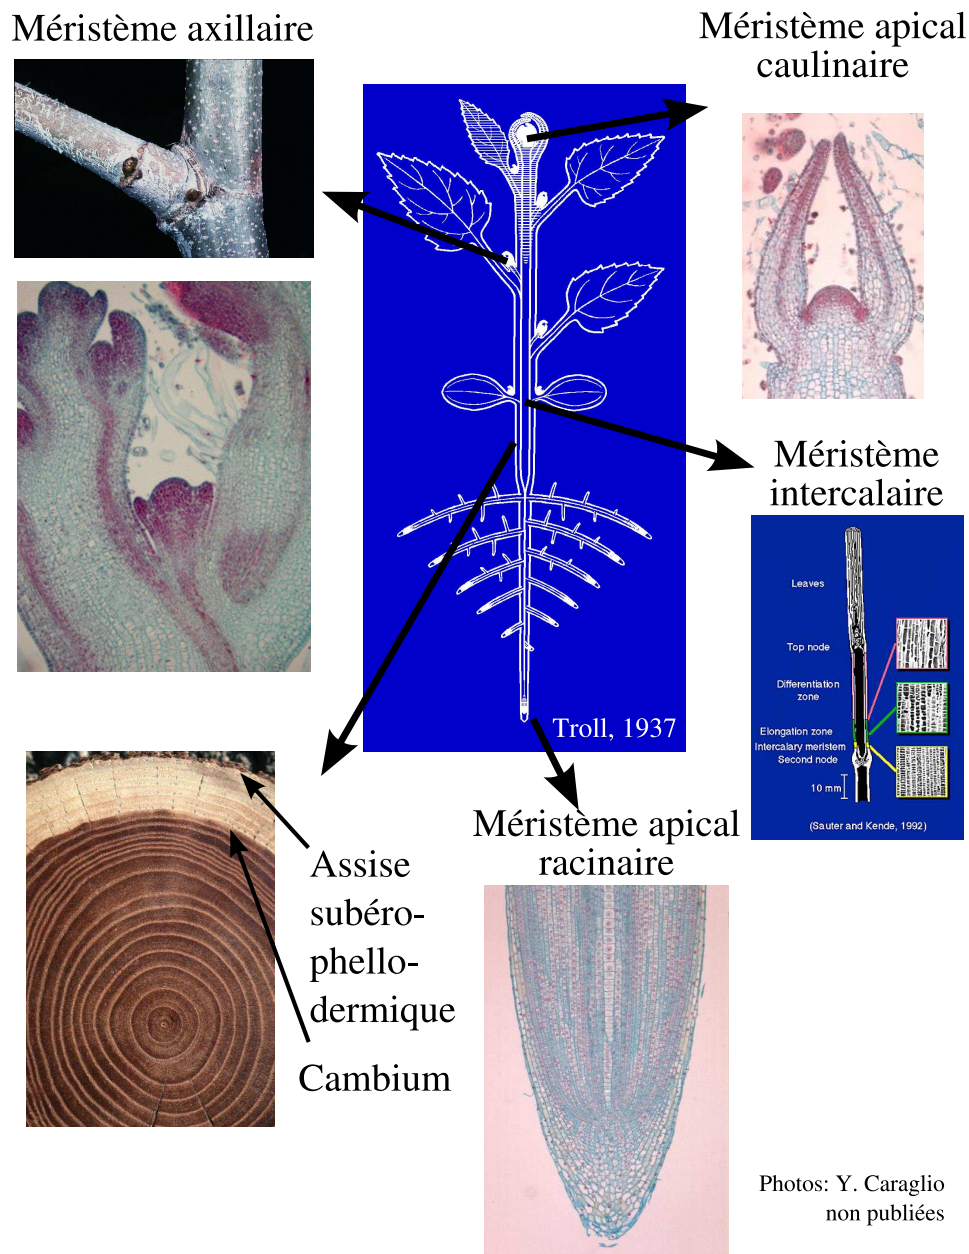 Méristème axillaire
Méristème apical
caulinaire
Méristème
intercalaire
Leaves
Top node
Differentiation
zone
Elongation zone
Intercalary meristem
Second node
10 mm
(Sauter and Kende, 1992)
Troll, 1937
Méristème apical
racinaire
Assise
subéro-
phello-
dermique
Cambium
Photos: Y. Caraglio
non publiées